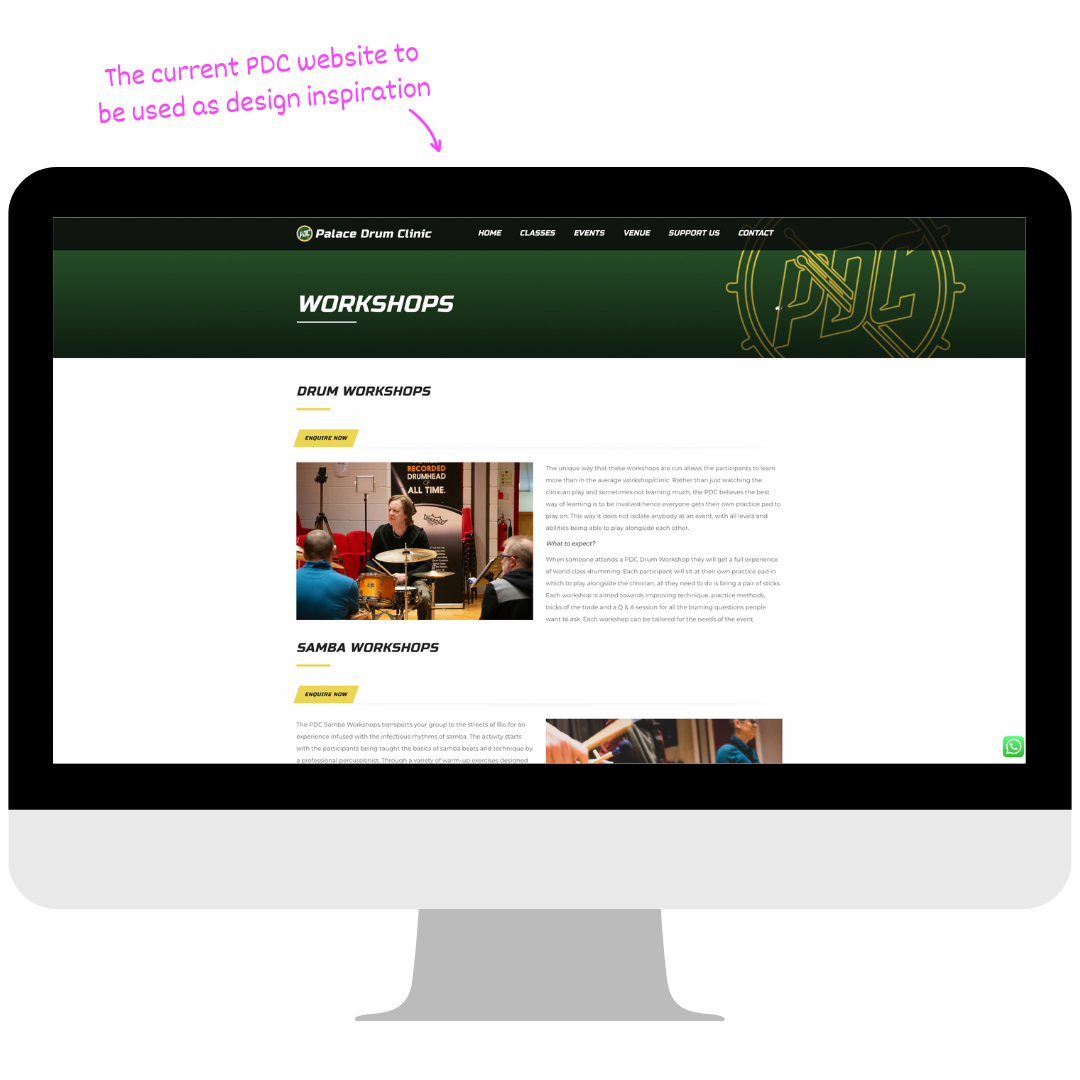 The current PDC website to
be used as design inspiration
PDC Palace Drum Clinic HOME CLASSES EVENTS VENUE SUPPORT US CONTACT
PDC
WORKSHOPS
DRUM WORKSHOPS
ENQUIRE NOW
RECORDED
DRUMHEAD
OF
ALL TIME.
The unique way that these workshops are run allows the participants to learn
more than in the average workshop/clinic. Rather than just watching the
clinician play and sometimes not learning much, the PDC believes the best
way of learning is to be involved hence everyone gets their own practice pad to
play on. This way it does not isolate anybody at an event, with all levels and
abilities being able to play alongside each other.
What to expect?
When someone attends a PDC Drum Workshop they will get a full experience
of world class drumming. Each participant will sit at their own practice pad in
which to play alongside the clinician, all they need to do is bring a pair of sticks.
Each workshop is aimed towards improving technique, practice methods,
tricks of the trade and a Q & A session for all the burning questions people
want to ask. Each workshop can be tailored for the needs of the event.
SAMBA WORKSHOPS
ENQUIRE NOW
The PDC Samba Workshops transports your group to the streets of Rio for an
experience infused with the infectious rhythms of samba. The activity starts
with the participants being taught the basics of samba beats and technique by
a professional percussionist. Through a variety of warm-up exercises designed